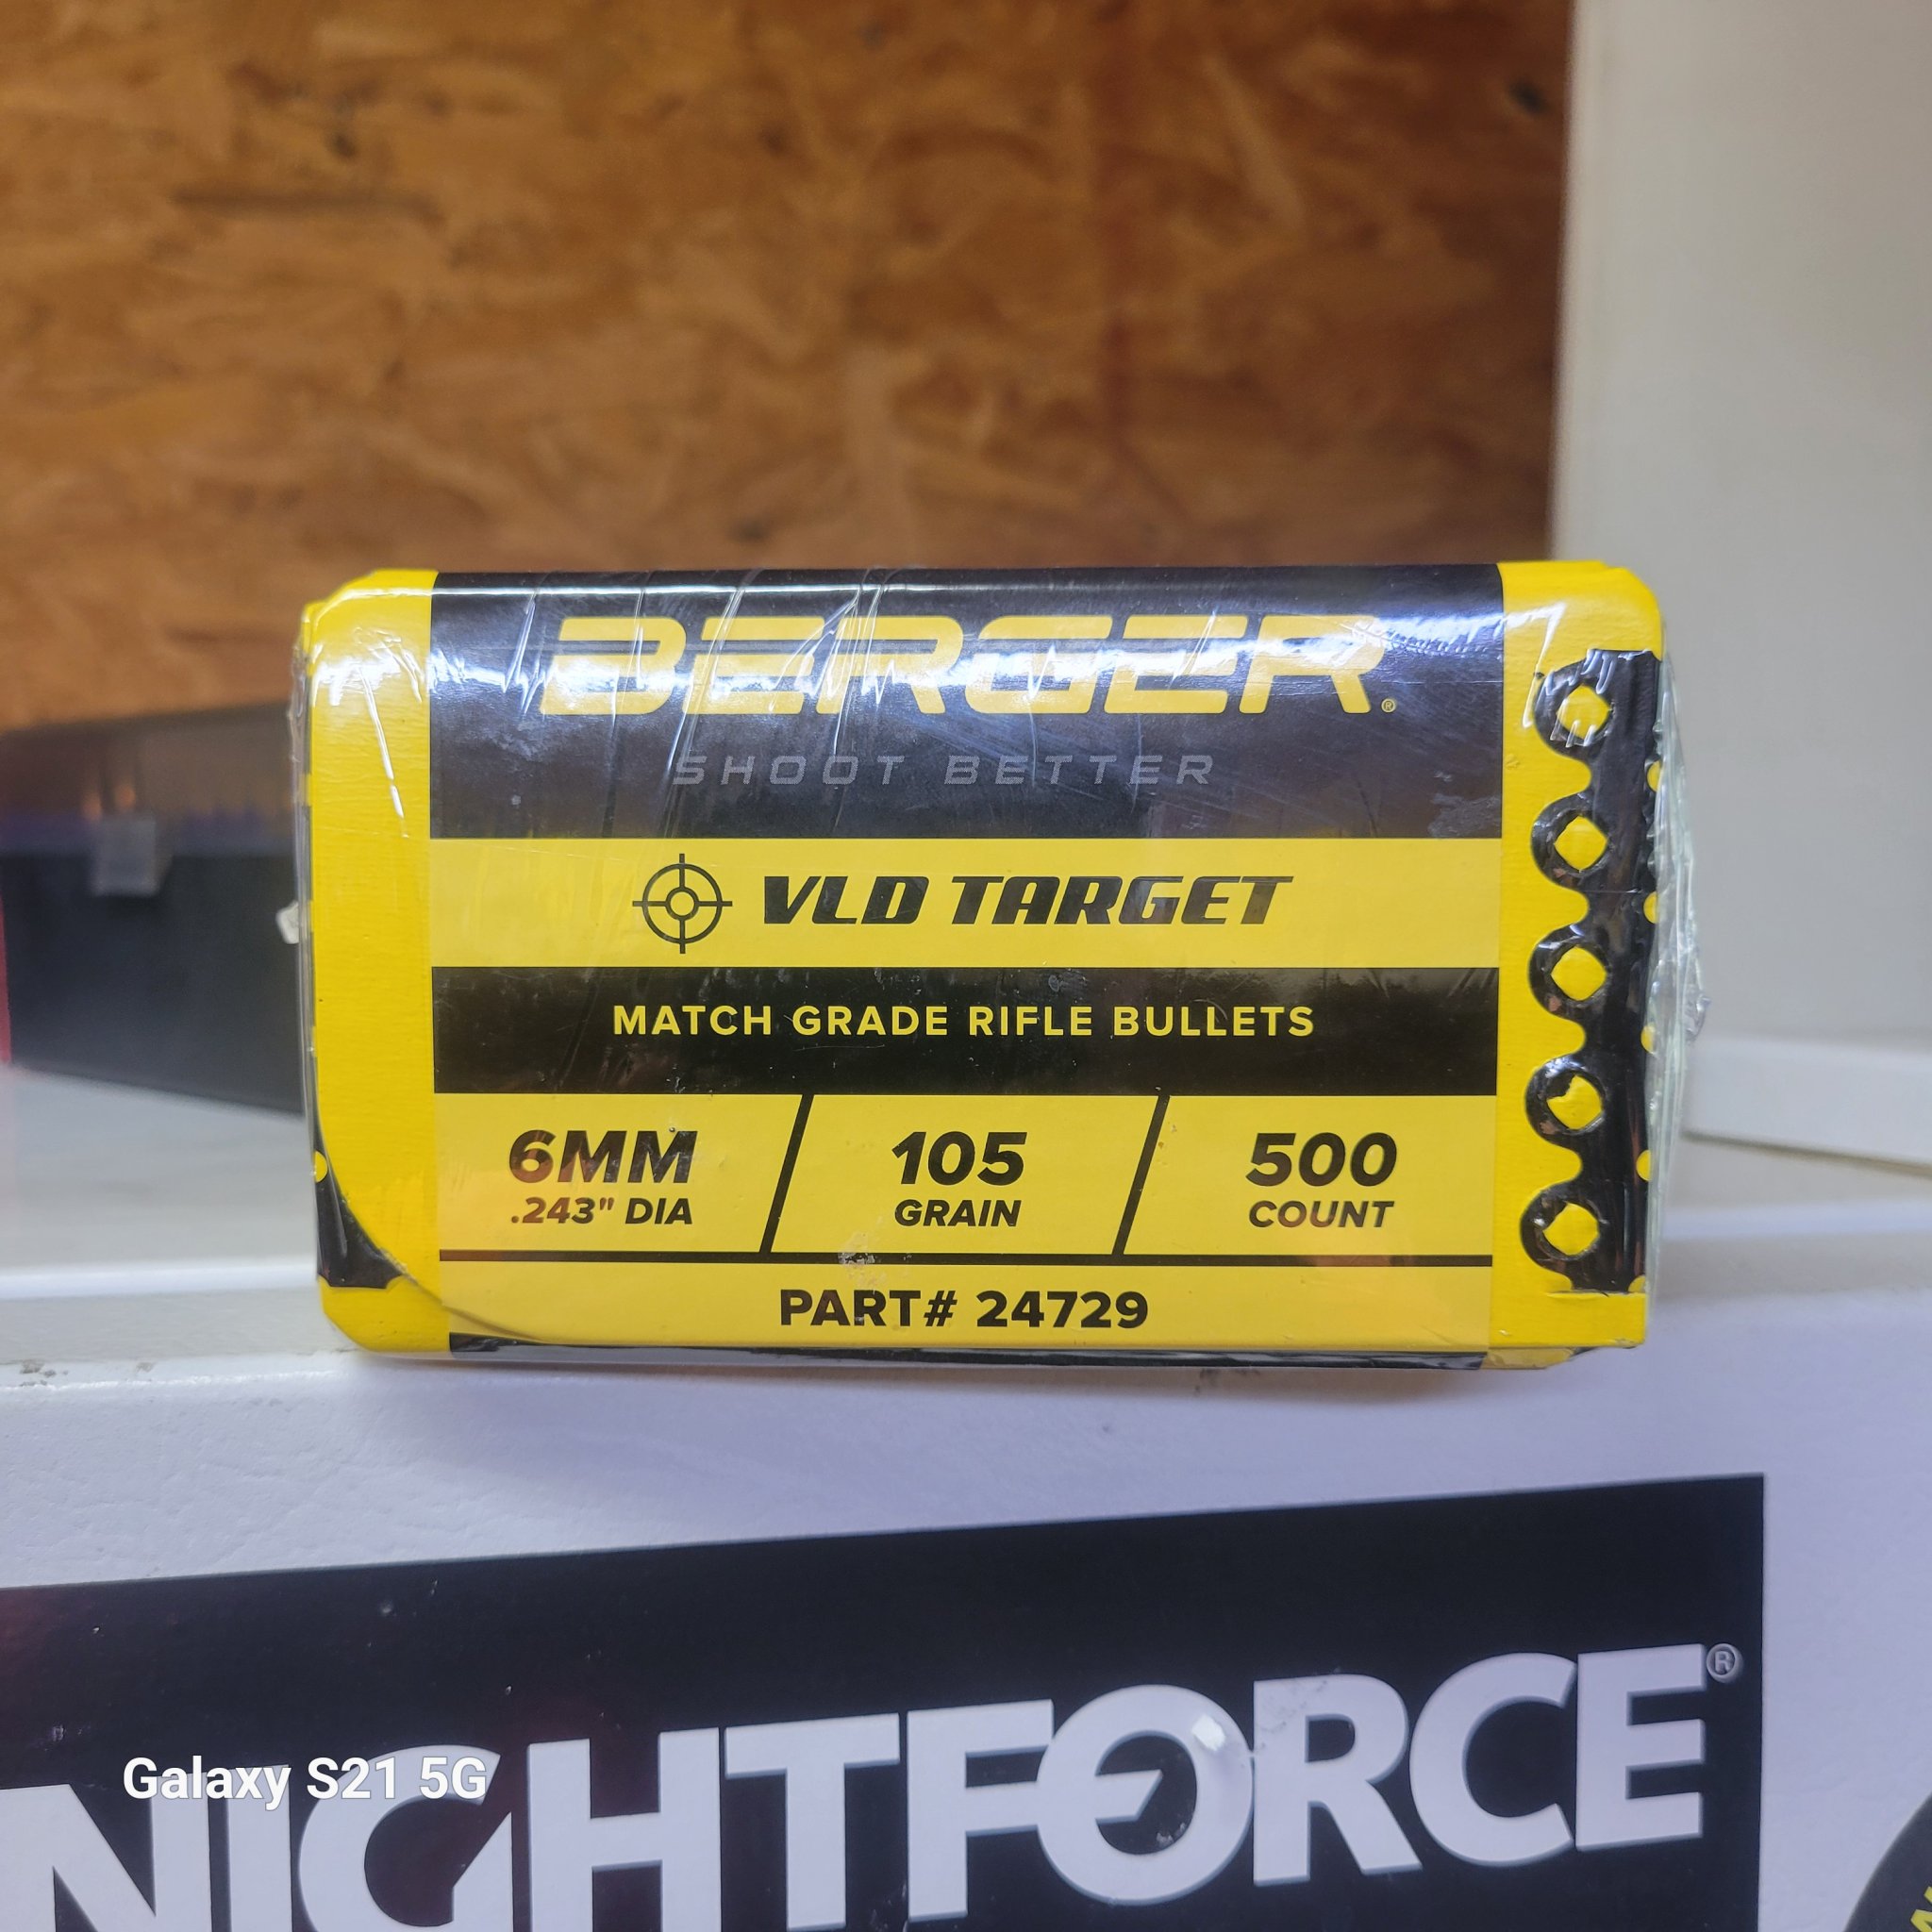 BERGER®
SHOOT BETTER
VLD TARGET
MATCH GRADE RIFLE BULLETS
6MM
.243" DIA
105
GRAIN
500
COUNT
PART# 24729
NIGHTFORCE®
Galaxy S21 5G